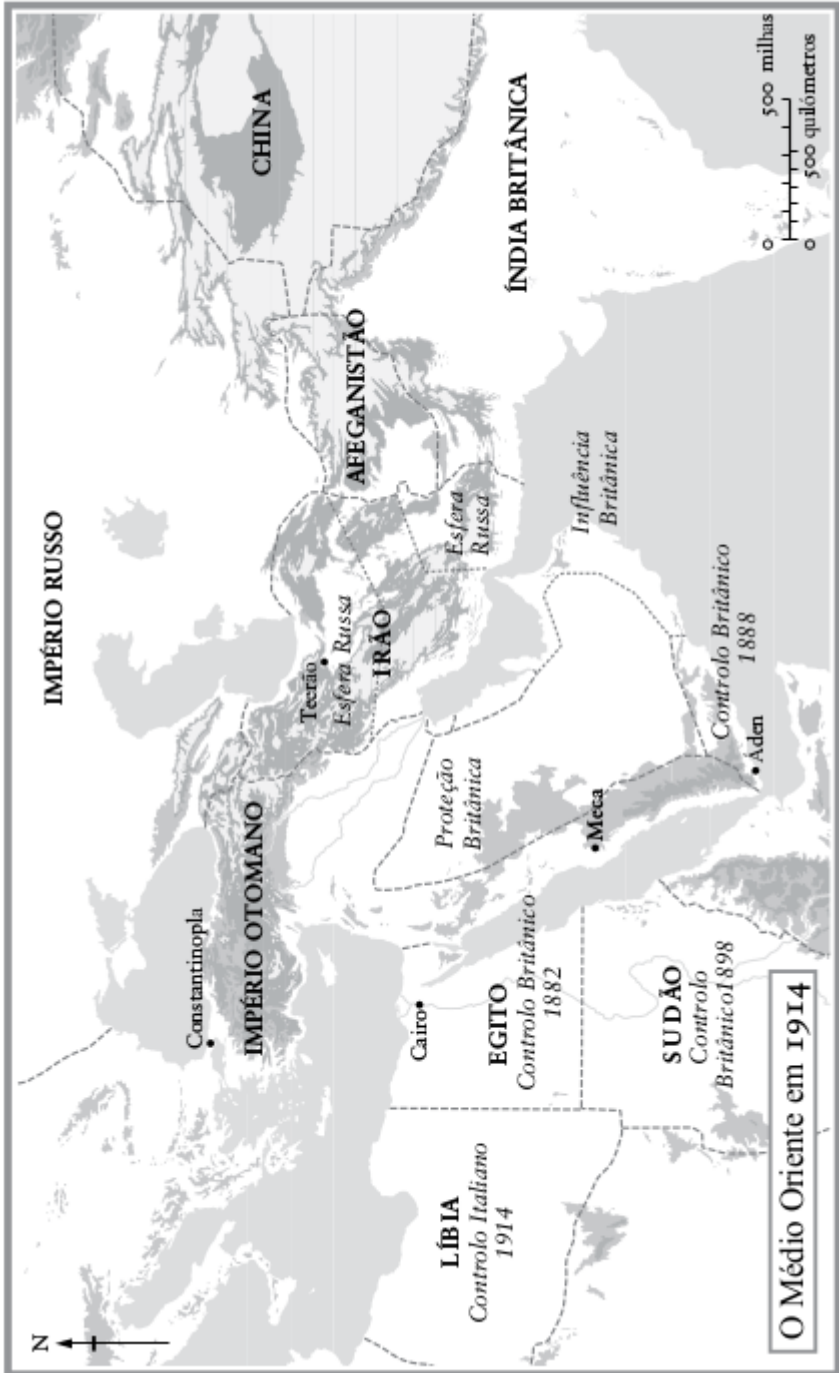 N
IMPÉRIO RUSSO
CHINA
Constantinopla
IMPÉRIO OTOMANO
Teerão
Esfera Russa
IRÃO
AFEGANISTÃO
Esfera
Russa
ÍNDIA BRITÂNICA
LÍBIA
Controlo Italiano
1914
Cairo
EGITO
Controlo Britânico
1882
Proteção
Britânica
Meca
Influência
Britânica
SUDÃO
Controlo
Britânico1898
Controlo Britânico
1888
Áden
0 500 milhas
0 500 quilómetros
O Médio Oriente em 1914